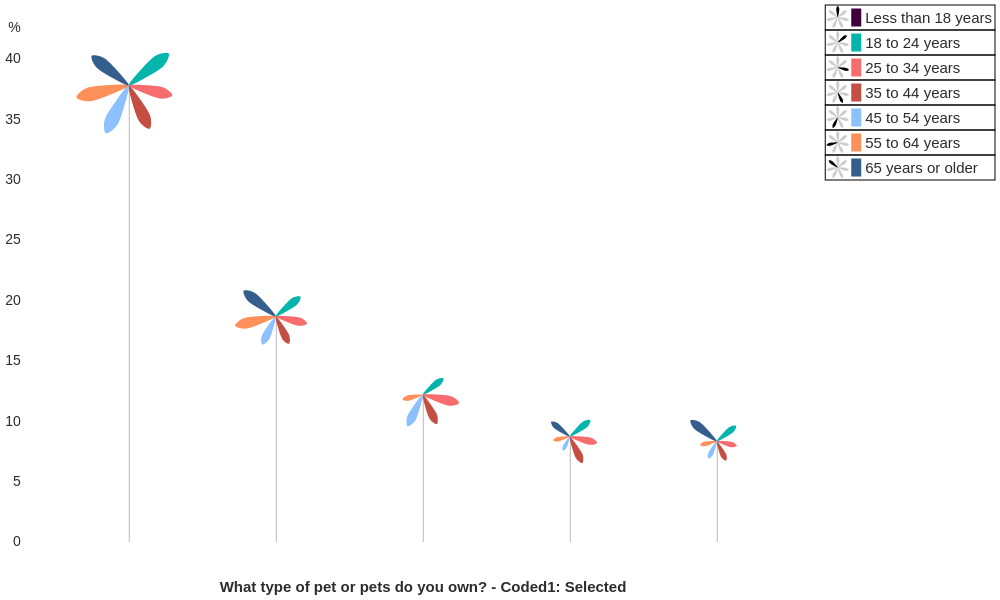 %
40
35
30
25
20
15
10
5
0
What type of pet or pets do you own? - Coded1: Selected
Less than 18 years
18 to 24 years
25 to 34 years
35 to 44 years
45 to 54 years
55 to 64 years
65 years or older